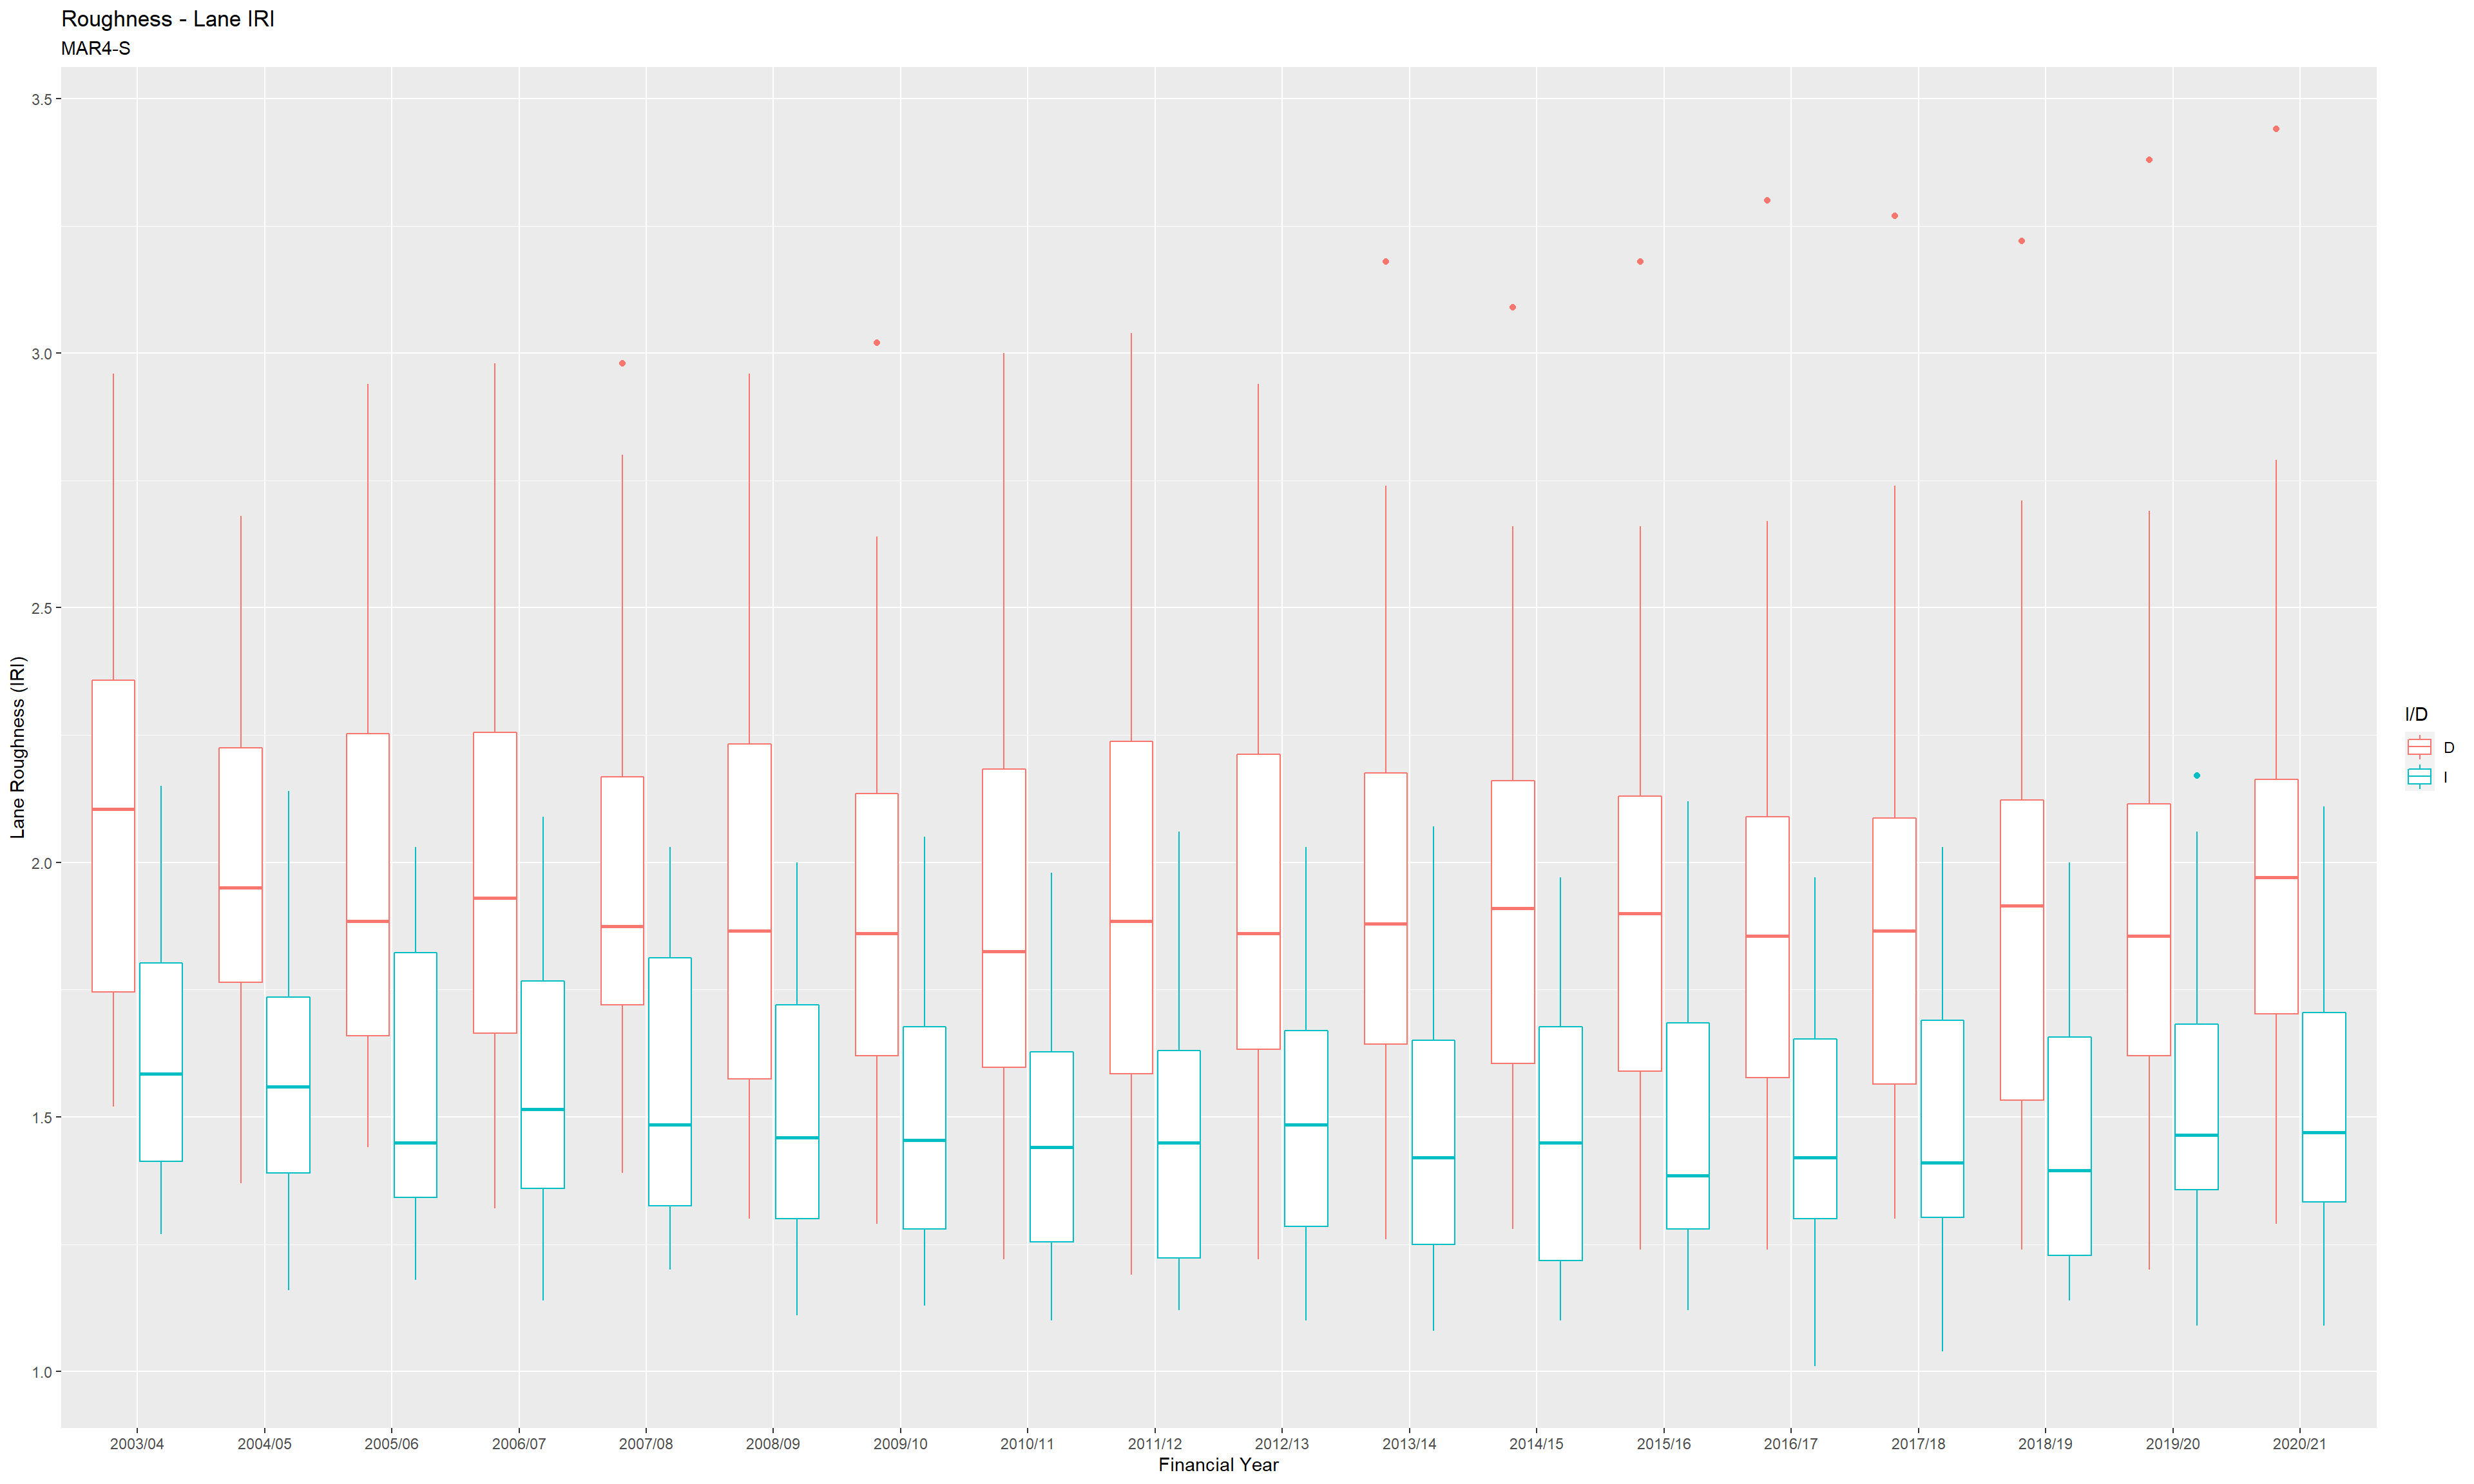 Roughness - Lane IRI
MAR4-S
Lane Roughness (IRI)
3.5
3.0
2.5
2.0
1.5
1.0
2003/04 2004/05 2005/06 2006/07 2007/08 2008/09 2009/10 2010/11 2011/12 2012/13 2013/14 2014/15 2015/16 2016/17 2017/18 2018/19 2019/20 2020/21
Financial Year
I/D
D
I